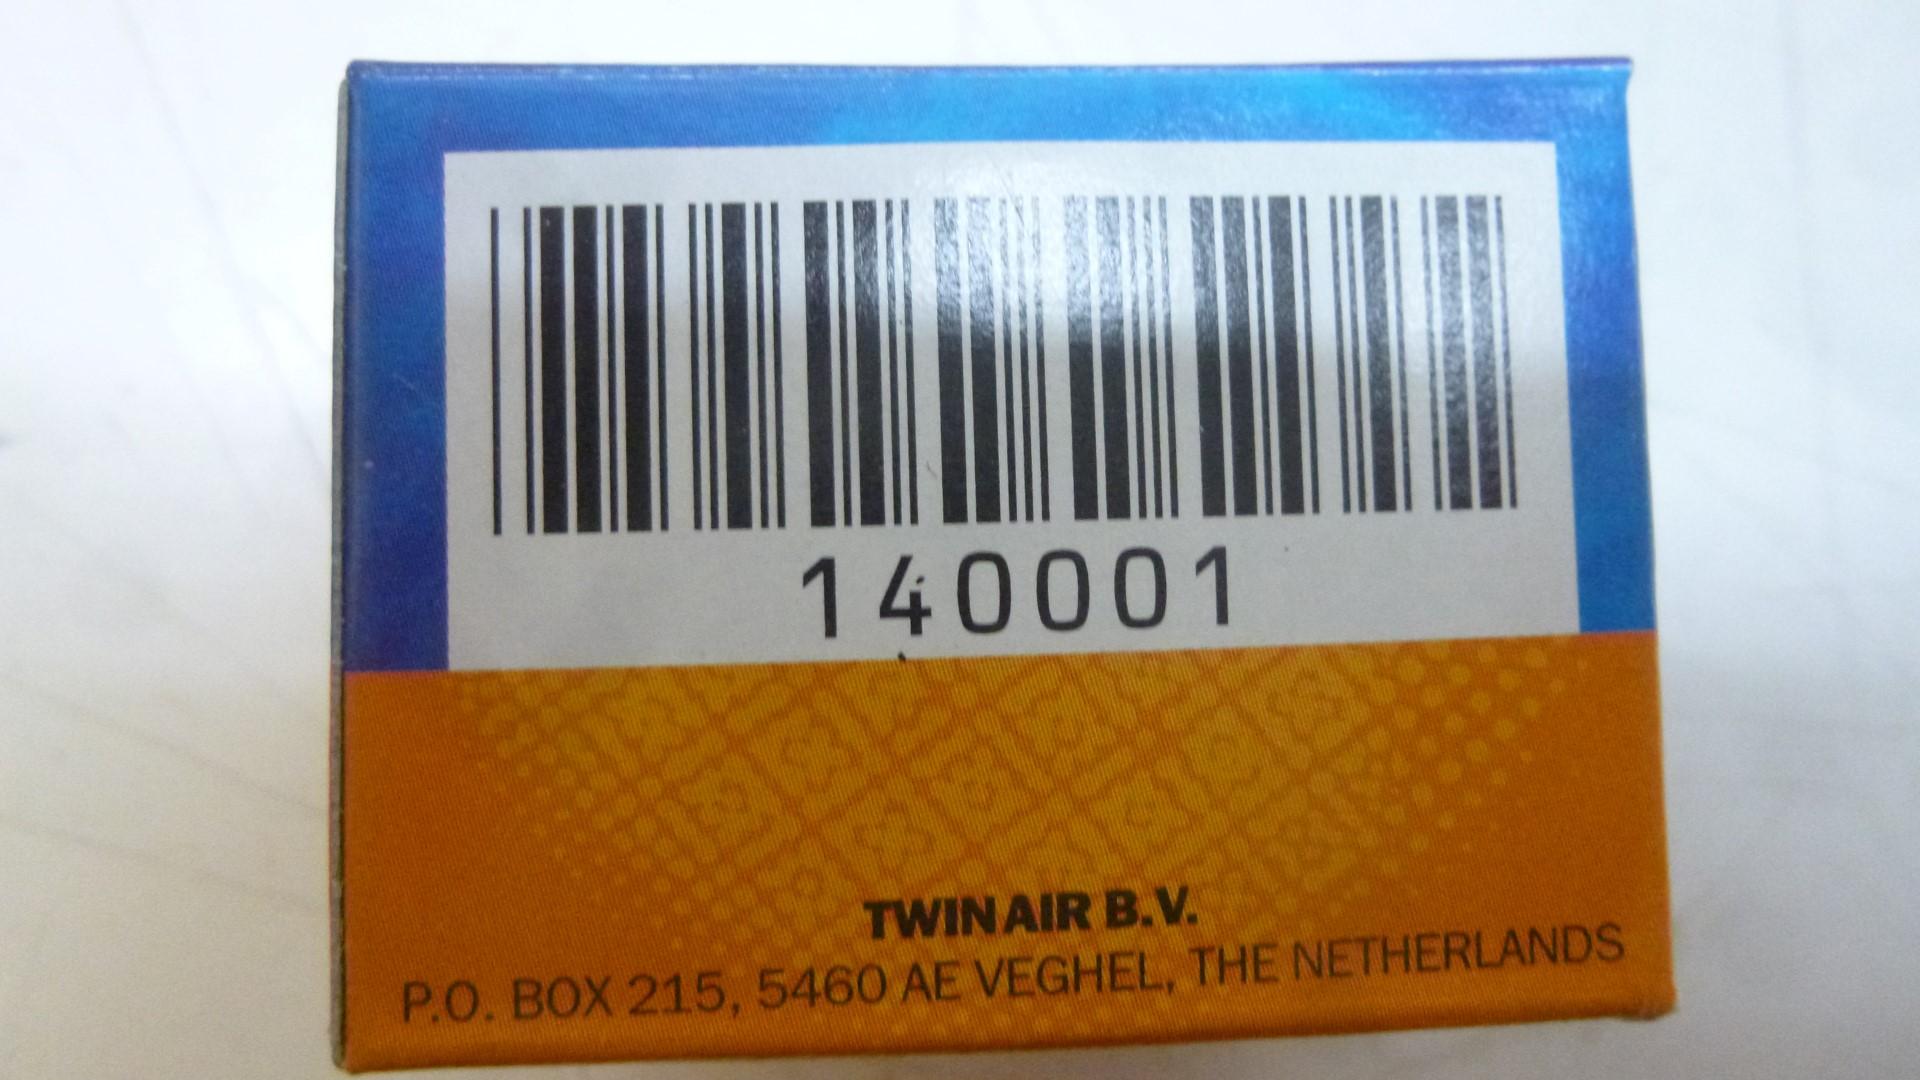 140001
TWIN AIR B.V.
P.O. BOX 215, 5460 AE VEGHEL, THE NETHERLANDS